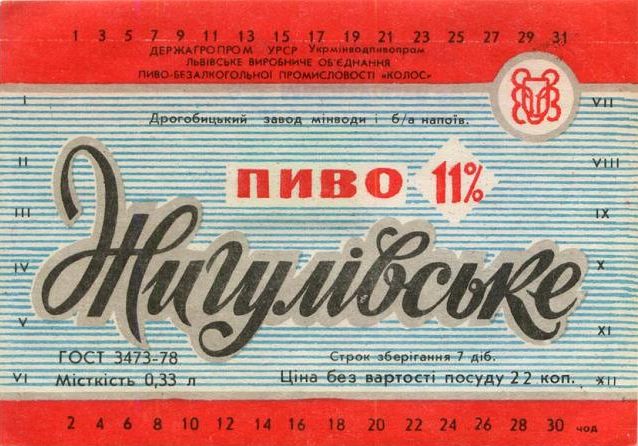 1 3 5 7 9 11 13 15 17 19 21 23 25 27 29 31
ДЕРЖАГРОПРОМ УРСР Укрмінводпивопром
ЛЬВІВСЬКЕ ВИРОБНИЧЕ ОБ'ЄДНАННЯ
ПИВО-БЕЗАЛКОГОЛЬНОЇ ПРОМИСЛОВОСТІ «КОЛОС»
I VII
Дрогобицький завод мінводи і б/а напоїв.
II VIII
ПИВО 11%
III IX
Жигулівське
IV X
V XI
ГОСТ 3473-78 Строк зберігання 7 діб.
VI Місткість 0,33 л Ціна без вартості посуду 22 коп. XII
2 4 6 8 10 12 14 16 18 20 22 24 26 28 30